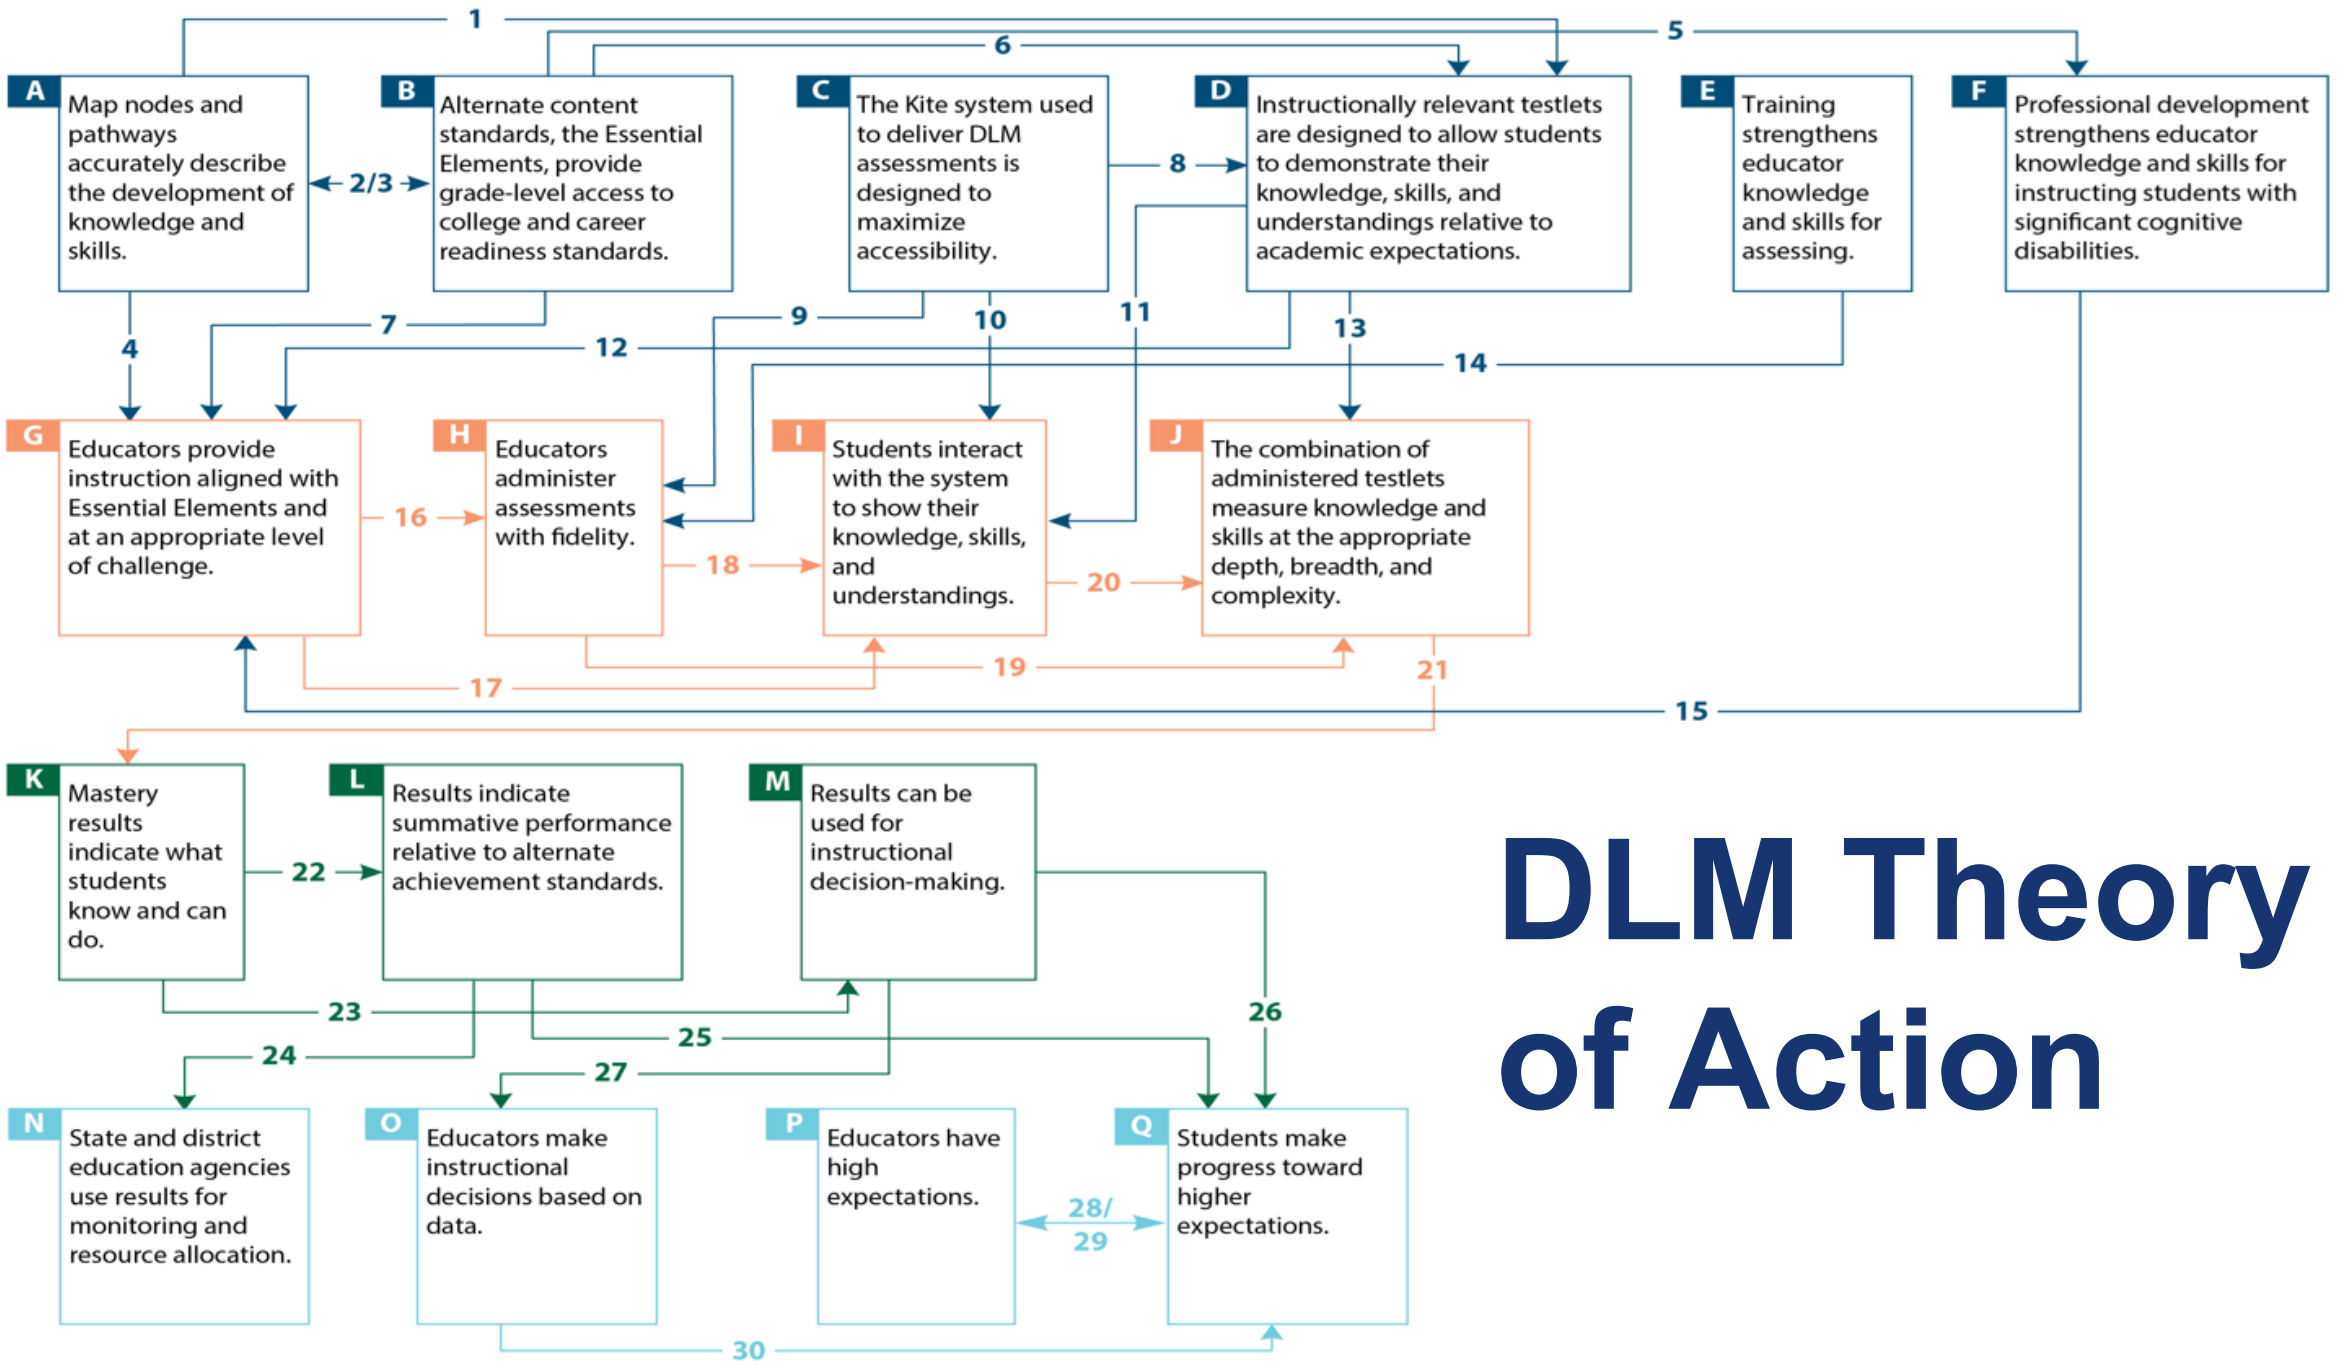 1
5
6
A
Map nodes and
pathways
accurately describe
the development of
knowledge and
skills.
2/3
B
Alternate content
standards, the Essential
Elements, provide
grade-level access to
college and career
readiness standards.
C
The Kite system used
to deliver DLM
assessments is
designed to
maximize
accessibility.
8
D
Instructionally relevant testlets
are designed to allow students
to demonstrate their
knowledge, skills, and
understandings relative to
academic expectations.
E
Training
strengthens
educator
knowledge
and skills for
assessing.
F
Professional development
strengthens educator
knowledge and skills for
instructing students with
significant cognitive
disabilities.
4
7
12
9
10
11
13
14
G
Educators provide
instruction aligned with
Essential Elements and
at an appropriate level
of challenge.
16
H
Educators
administer
assessments
with fidelity.
18
I
Students interact
with the system
to show their
knowledge, skills,
and
understandings.
20
J
The combination of
administered testlets
measure knowledge and
skills at the appropriate
depth, breadth, and
complexity.
17
19
21
15
K
Mastery
results
indicate what
students
know and can
do.
22
L
Results indicate
summative performance
relative to alternate
achievement standards.
M
Results can be
used for
instructional
decision-making.
DLM Theory
of Action
23
24
25
27
26
N
State and district
education agencies
use results for
monitoring and
resource allocation.
O
Educators make
instructional
decisions based on
data.
P
Educators have
high
expectations.
28/
29
Q
Students make
progress toward
higher
expectations.
30